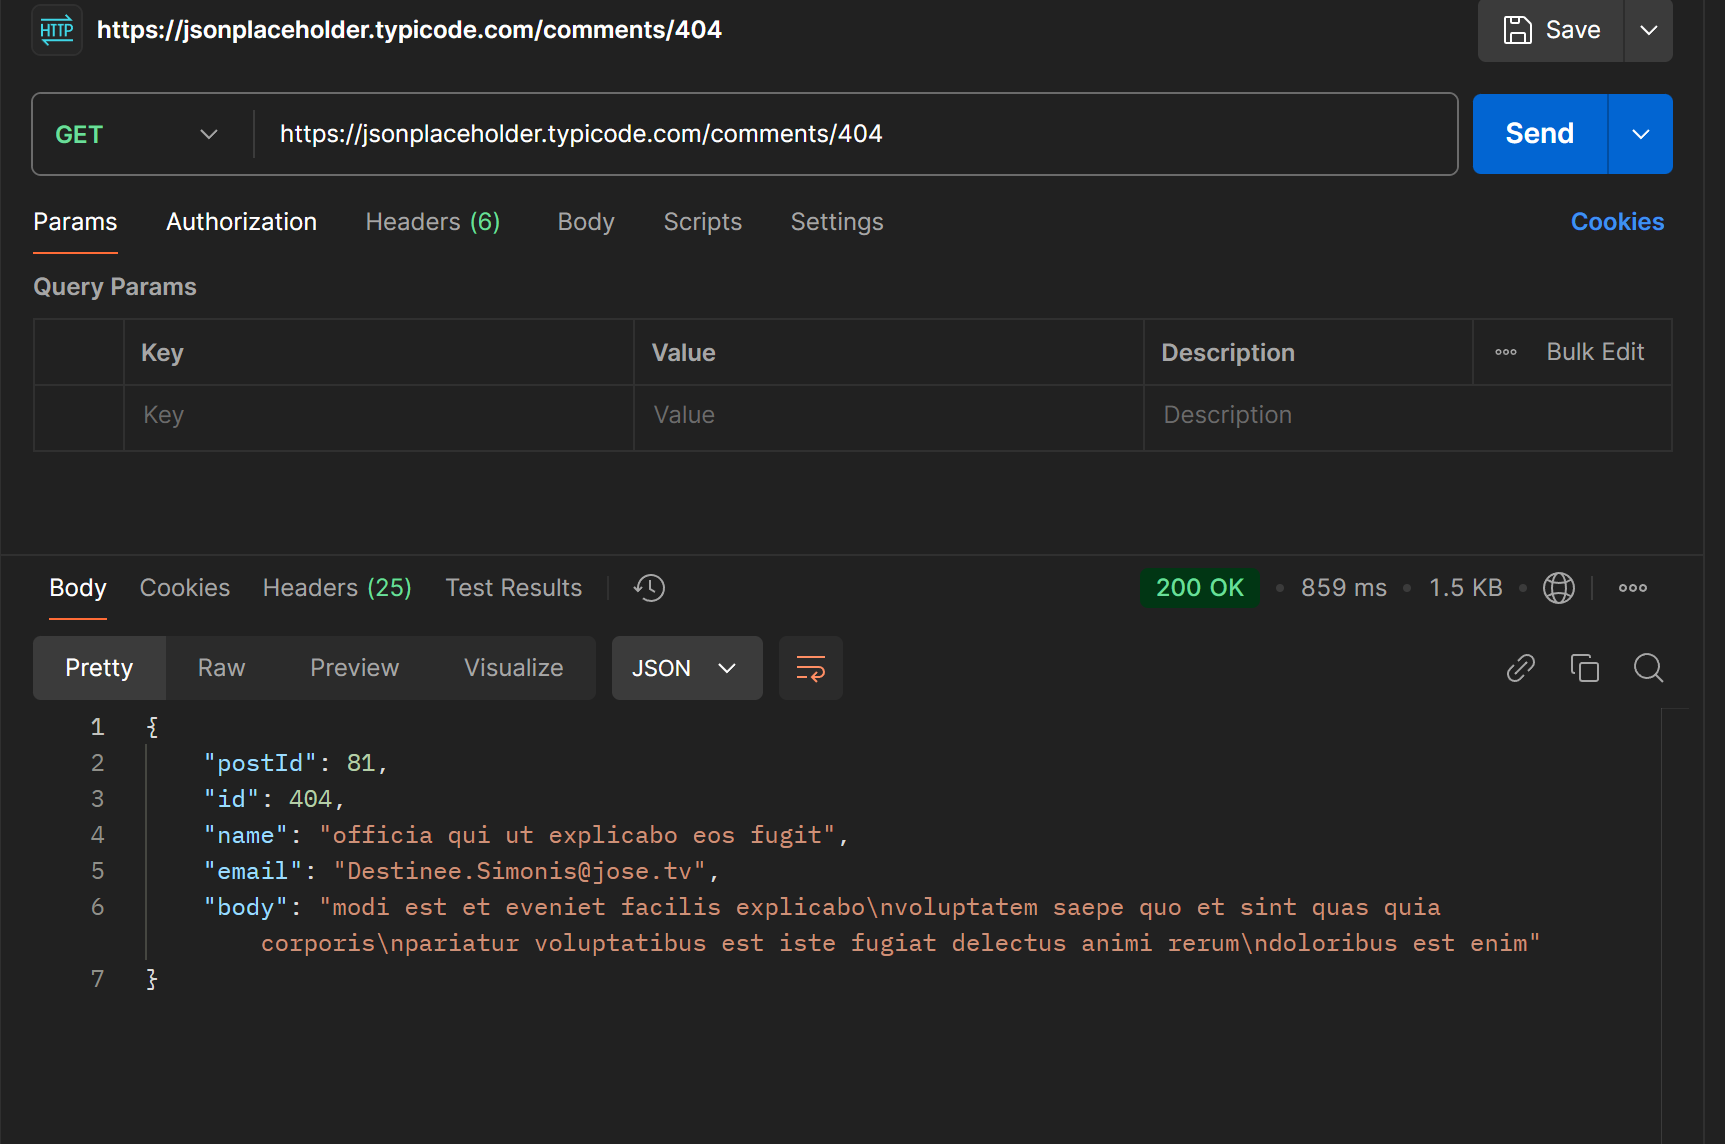 HTTP https://jsonplaceholder.typicode.com/comments/404 Save
GET https://jsonplaceholder.typicode.com/comments/404 Send
Params Authorization Headers (6) Body Scripts Settings Cookies
Query Params
Key Value Description Bulk Edit
Key Value Description
Body Cookies Headers (25) Test Results 200 OK • 859 ms • 1.5 KB •
Pretty Raw Preview Visualize JSON
1 {
2 "postId": 81,
3 "id": 404,
4 "name": "officia qui ut explicabo eos fugit",
5 "email": "Destinee.Simonis@jose.tv",
6 "body": "modi est et eveniet facilis explicabo\nvoluptatem saepe quo et sint quas quia
corporis\npariatur voluptatibus est iste fugiat delectus animi rerum\ndoloribus est enim"
7 }